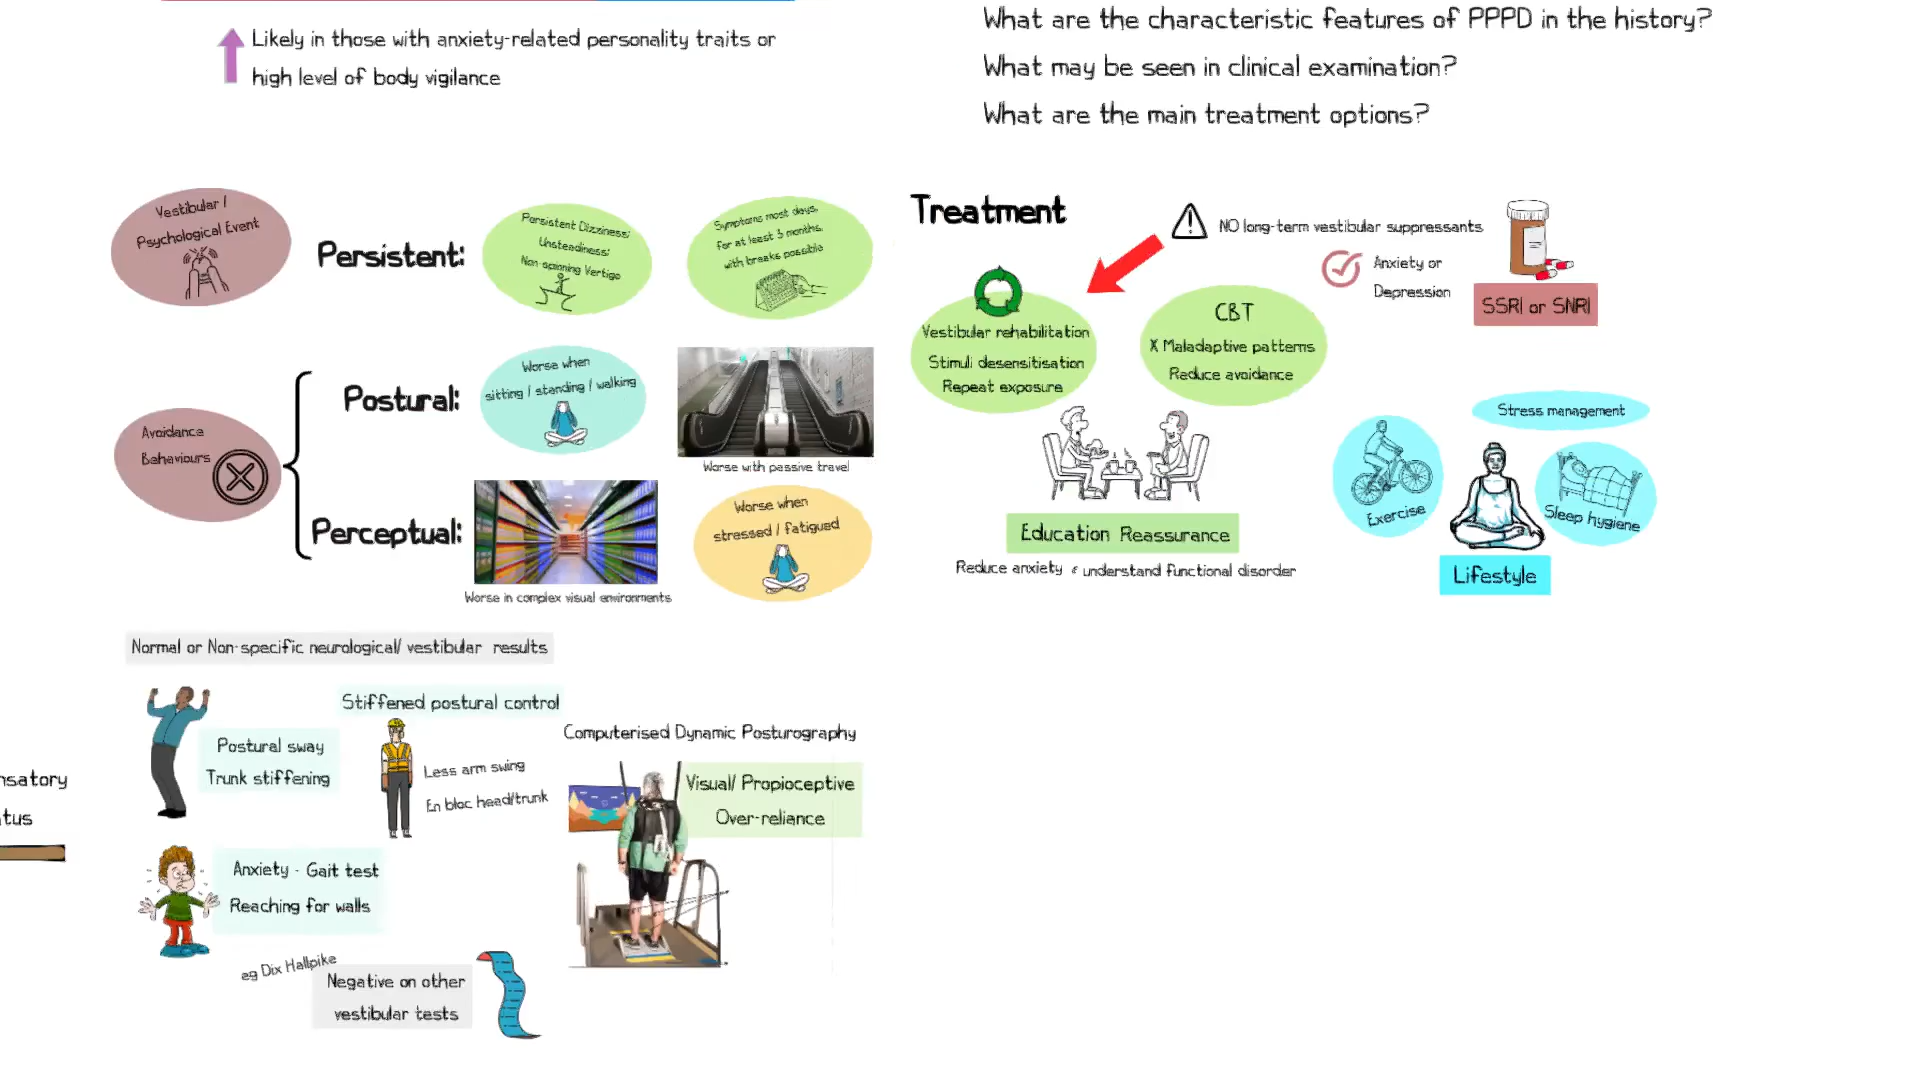 Likely in those with anxiety-related personality traits or
high level of body vigilance
What are the characteristic features of PPPD in the history?
What may be seen in clinical examination?
What are the main treatment options?
Vestibular /
Psychological Event
Persistent:
Persistent Dizziness/
Unsteadiness/
Non-spinning Vertigo
Symptoms most days,
for at least 3 months,
with breaks possible
Avoidance
Behaviours
Postural:
Worse when
sitting / standing / walking
Worse with passive travel
Perceptual:
Worse in complex visual environments
Worse when
stressed / fatigued
Treatment
NO long-term vestibular suppressants
Anxiety or
Depression
SSRI or SNRI
Vestibular rehabilitation
Stimuli desensitisation
Repeat exposure
CBT
X Maladaptive patterns
Reduce avoidance
Education Reassurance
Reduce anxiety & understand functional disorder
Stress management
Exercise
Sleep hygiene
Lifestyle
Normal or Non-specific neurological/ vestibular results
Postural sway
Trunk stiffening
Stiffened postural control
Less arm swing
En bloc head/trunk
Computerised Dynamic Posturography
Visual/ Propioceptive
Over-reliance
nsatory
tus
Anxiety - Gait test
Reaching for walls
eg Dix Hallpike
Negative on other
vestibular tests